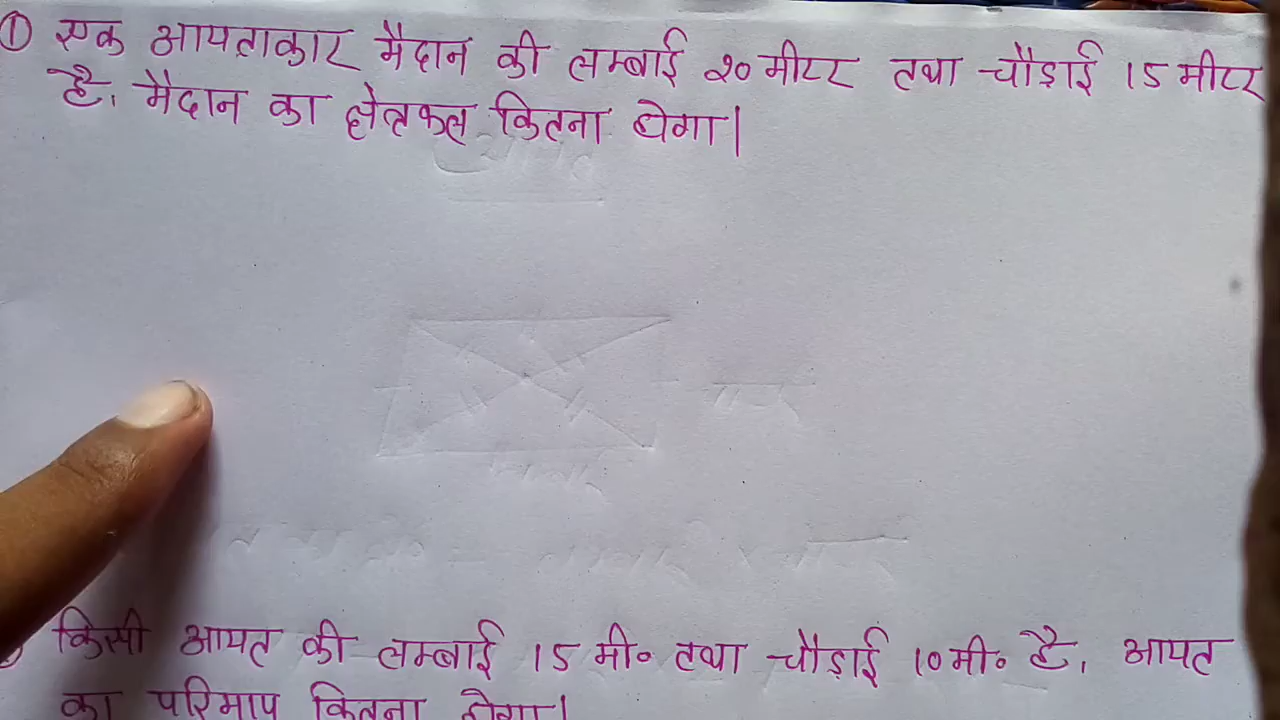 ① एक आयताकार मैदान की लम्बाई २० मीटर तथा चौड़ाई 15 मीटर
है, मैदान का क्षेत्रफल कितना होगा।
किसी आयत की लम्बाई 15 मी० तथा चौड़ाई 10 मी० है, आयत
का परिमाप कितना होगा।